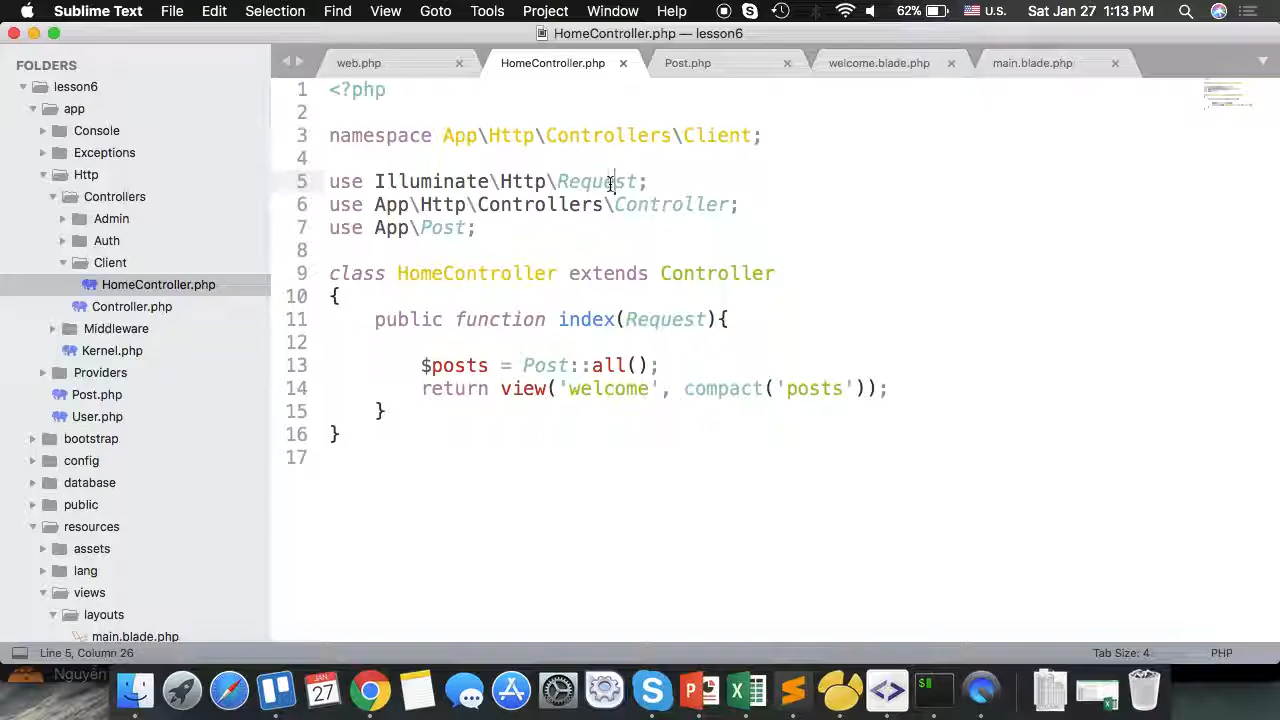 Sublime Text File Edit Selection Find View Goto Tools Project Window Help 62% U.S. Sat Jan 27 1:13 PM
HomeController.php — lesson6
FOLDERS
lesson6
app
Console
Exceptions
Http
Controllers
Admin
Auth
Client
HomeController.php
Controller.php
Middleware
Kernel.php
Providers
Post.php
User.php
bootstrap
config
database
public
resources
assets
lang
views
layouts
main.blade.php
web.php HomeController.php Post.php welcome.blade.php main.blade.php
1 <?php
2
3 namespace App\Http\Controllers\Client;
4
5 use Illuminate\Http\Request;
6 use App\Http\Controllers\Controller;
7 use App\Post;
8
9 class HomeController extends Controller
10 {
11 public function index(Request){
12
13 $posts = Post::all();
14 return view('welcome', compact('posts'));
15 }
16 }
17
Line 5, Column 26 Tab Size: 4 PHP
Nguyễn
JAN
27